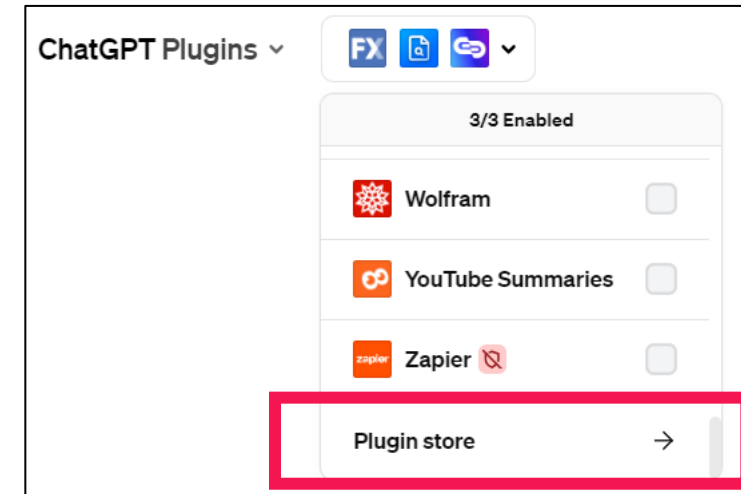 ChatGPT Plugins
FX
3/3 Enabled
Wolfram
YouTube Summaries
zapier Zapier
Plugin store